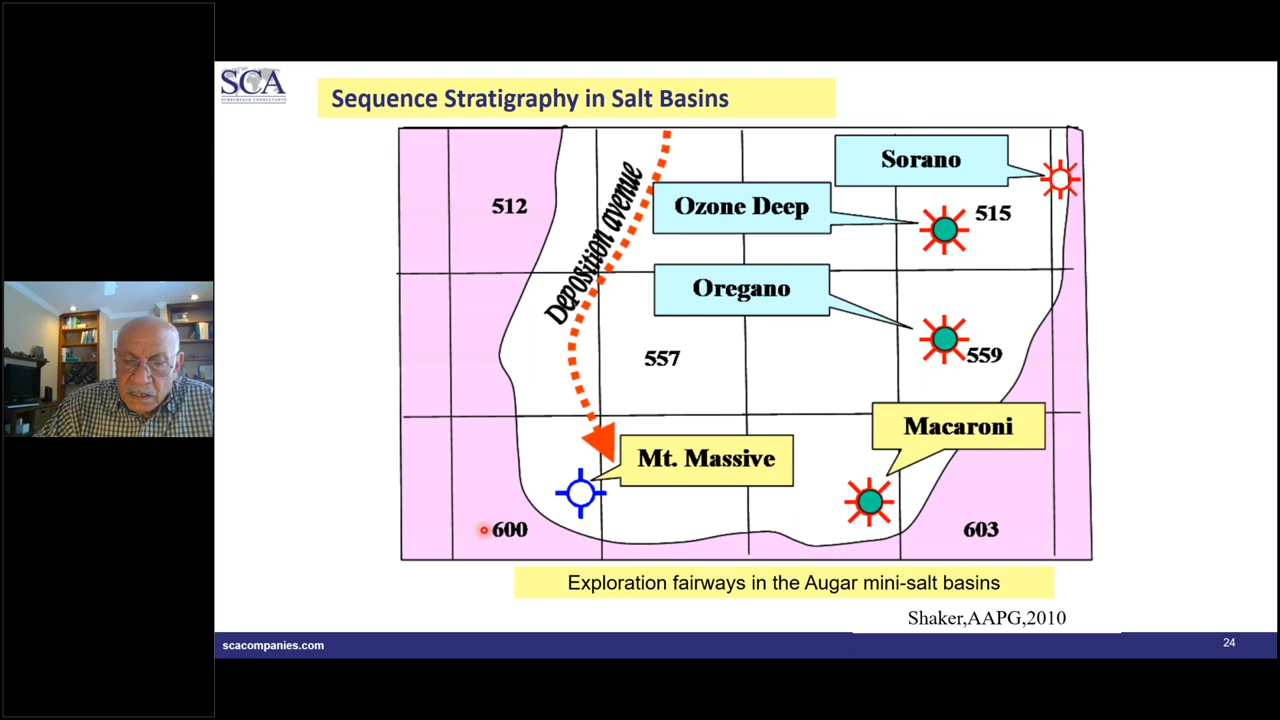 SCA
SUBSURFACE CONSULTANTS
Sequence Stratigraphy in Salt Basins
Sorano
512
Deposition avenue
Ozone Deep
515
Oregano
557
559
Macaroni
Mt. Massive
600
603
Exploration fairways in the Augar mini-salt basins
Shaker,AAPG,2010
scacompanies.com
24